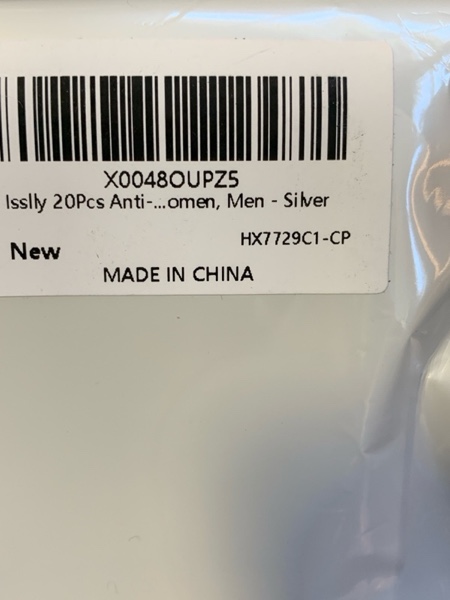 X0048OUPZ5
Isslly 20Pcs Anti-...omen, Men - Silver
New
HX7729C1-CP
MADE IN CHINA